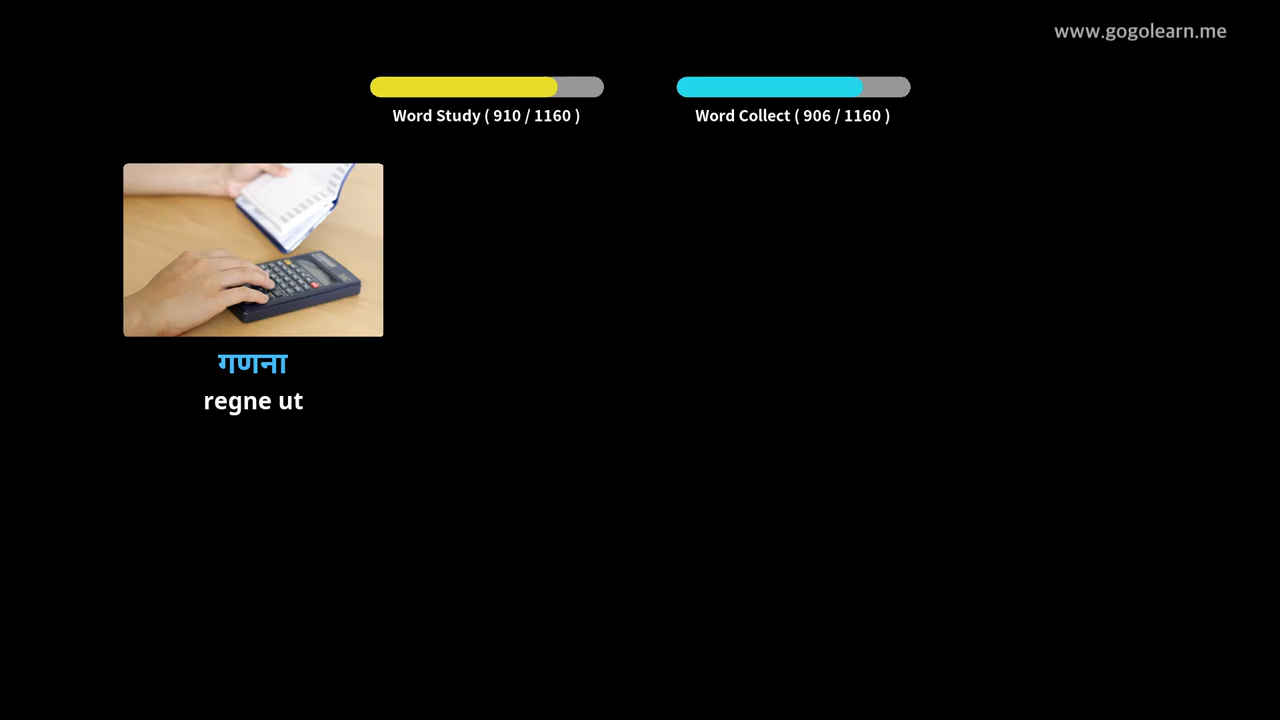 www.gogolearn.me
Word Study ( 910 / 1160 )
Word Collect ( 906 / 1160 )
गणना
regne ut